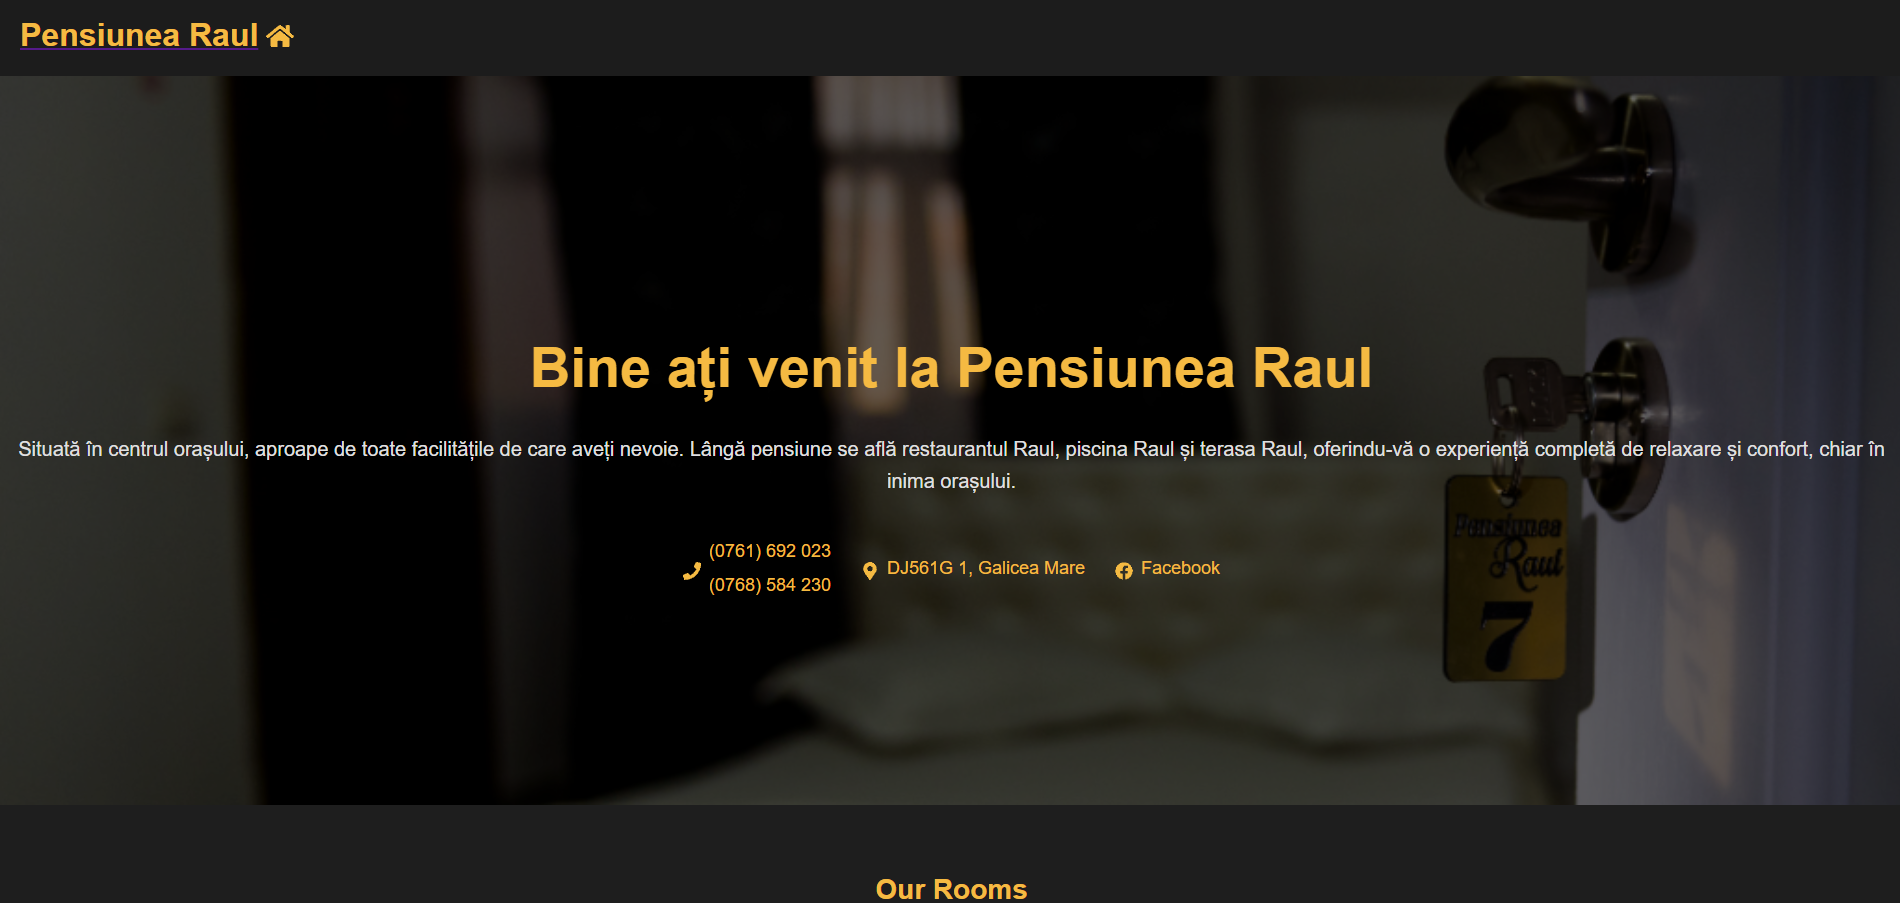 Pensiunea Raul
Bine ați venit la Pensiunea Raul
Situată în centrul orașului, aproape de toate facilitățile de care aveți nevoie. Lângă pensiune se află restaurantul Raul, piscina Raul și terasa Raul, oferindu-vă o experiență completă de relaxare și confort, chiar în
inima orașului.
(0761) 692 023
(0768) 584 230
DJ561G 1, Galicea Mare
Facebook
Pensiunea
Raul
7
Our Rooms